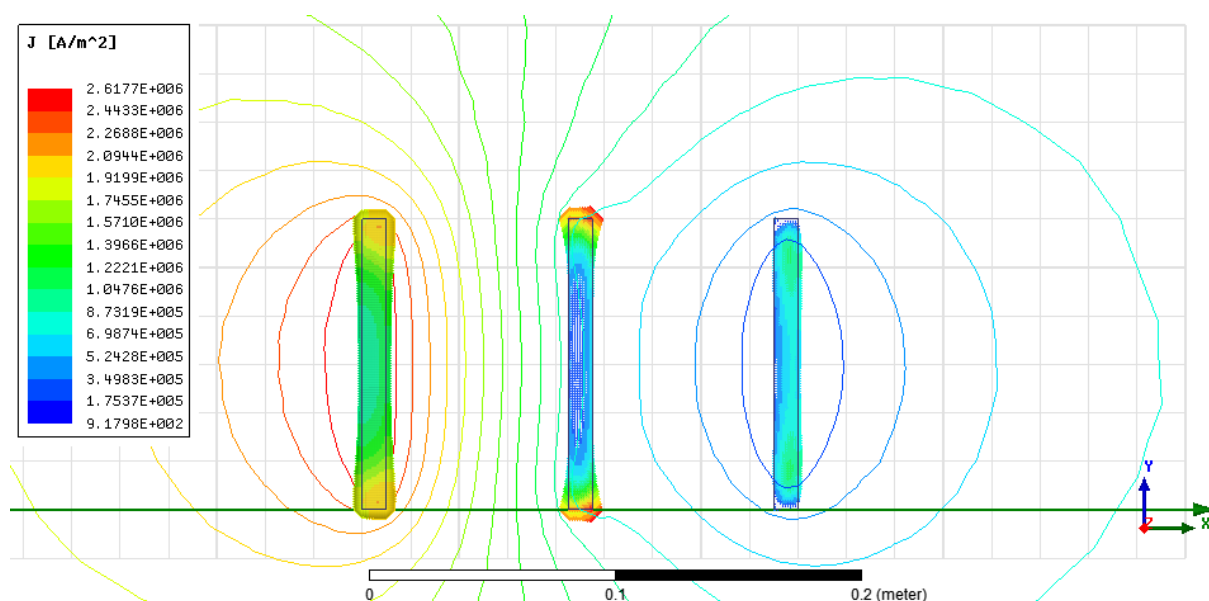 J [A/m^2]
2.6177E+006
2.4433E+006
2.2688E+006
2.0944E+006
1.9199E+006
1.7455E+006
1.5710E+006
1.3966E+006
1.2221E+006
1.0476E+006
8.7319E+005
6.9874E+005
5.2428E+005
3.4983E+005
1.7537E+005
9.1798E+002
Y
Z
X
0 0.1 0.2 (meter)